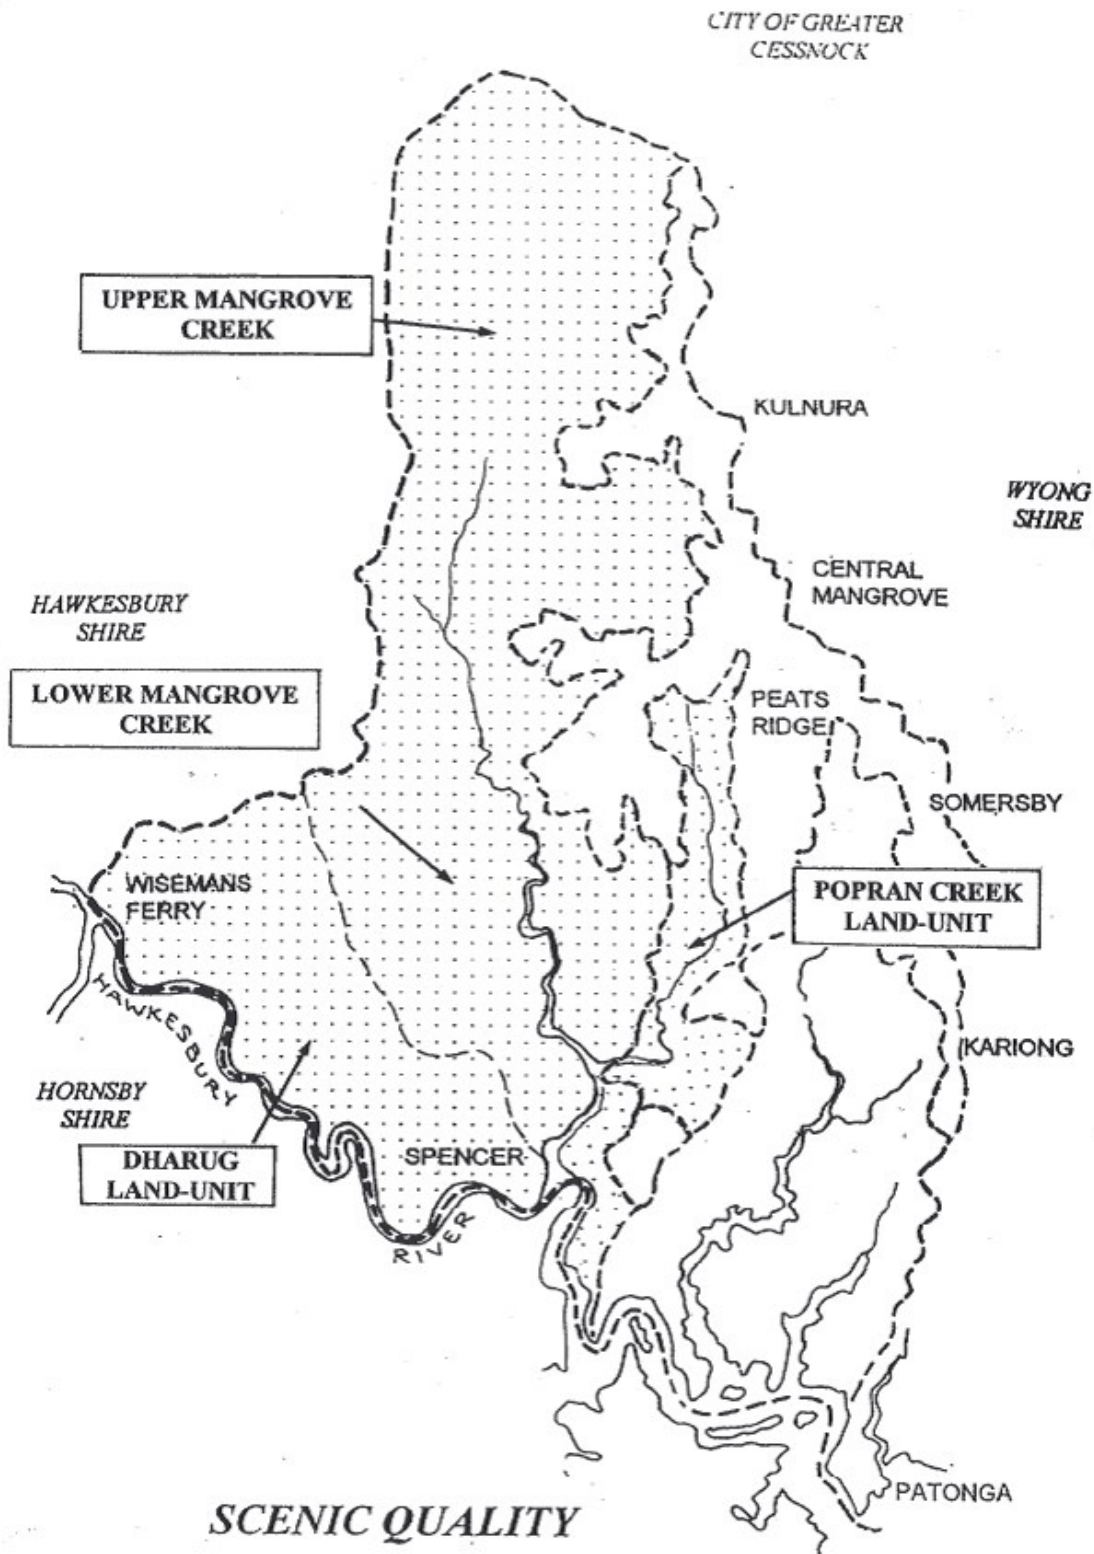 CITY OF GREATER
CESSNOCK
UPPER MANGROVE
CREEK
KULNURA
WYONG
SHIRE
CENTRAL
MANGROVE
HAWKESBURY
SHIRE
LOWER MANGROVE
CREEK
PEATS
RIDGE
SOMERSBY
WISEMANS
FERRY
POPRAN CREEK
LAND-UNIT
HAWKESBURY
KARIONG
HORNSBY
SHIRE
DHARUG
LAND-UNIT
SPENCER
RIVER
PATONGA
SCENIC QUALITY